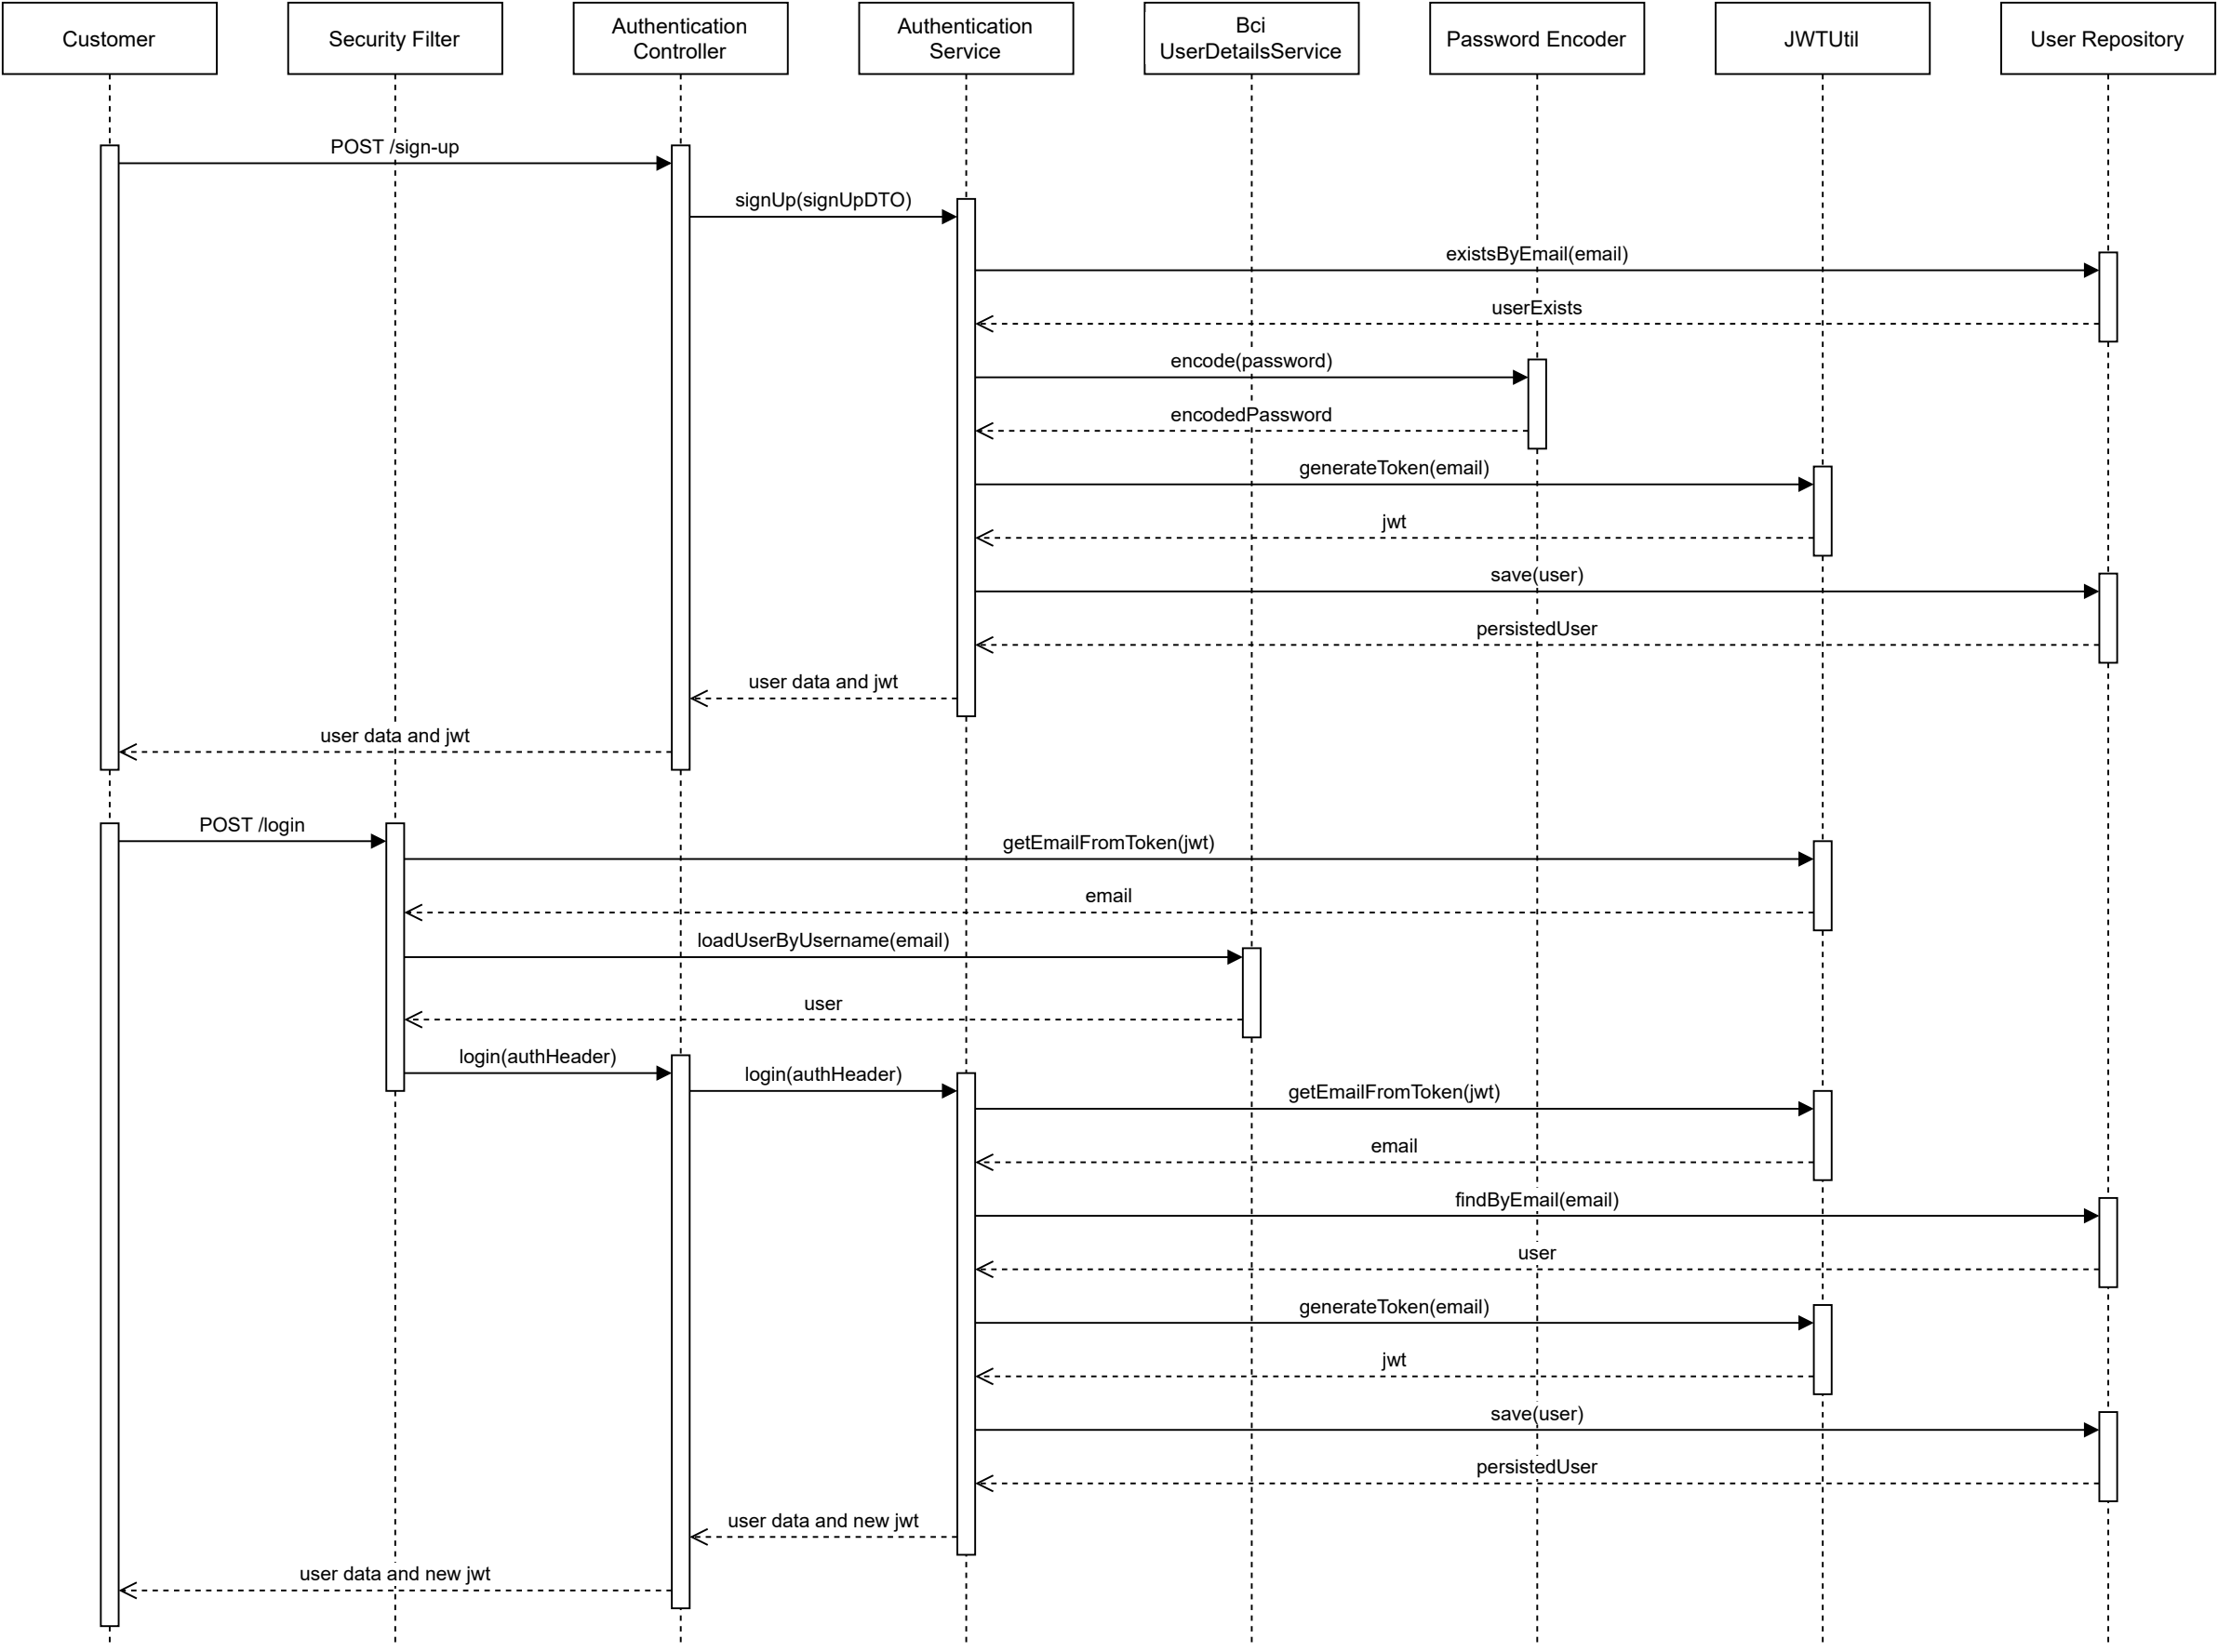 Customer
Security Filter
Authentication
Controller
Authentication
Service
Bci
UserDetailsService
Password Encoder
JWTUtil
User Repository
POST /sign-up
signUp(signUpDTO)
existsByEmail(email)
userExists
encode(password)
encodedPassword
generateToken(email)
jwt
save(user)
persistedUser
user data and jwt
user data and jwt
POST /login
getEmailFromToken(jwt)
email
loadUserByUsername(email)
user
login(authHeader)
login(authHeader)
getEmailFromToken(jwt)
email
findByEmail(email)
user
generateToken(email)
jwt
save(user)
persistedUser
user data and new jwt
user data and new jwt